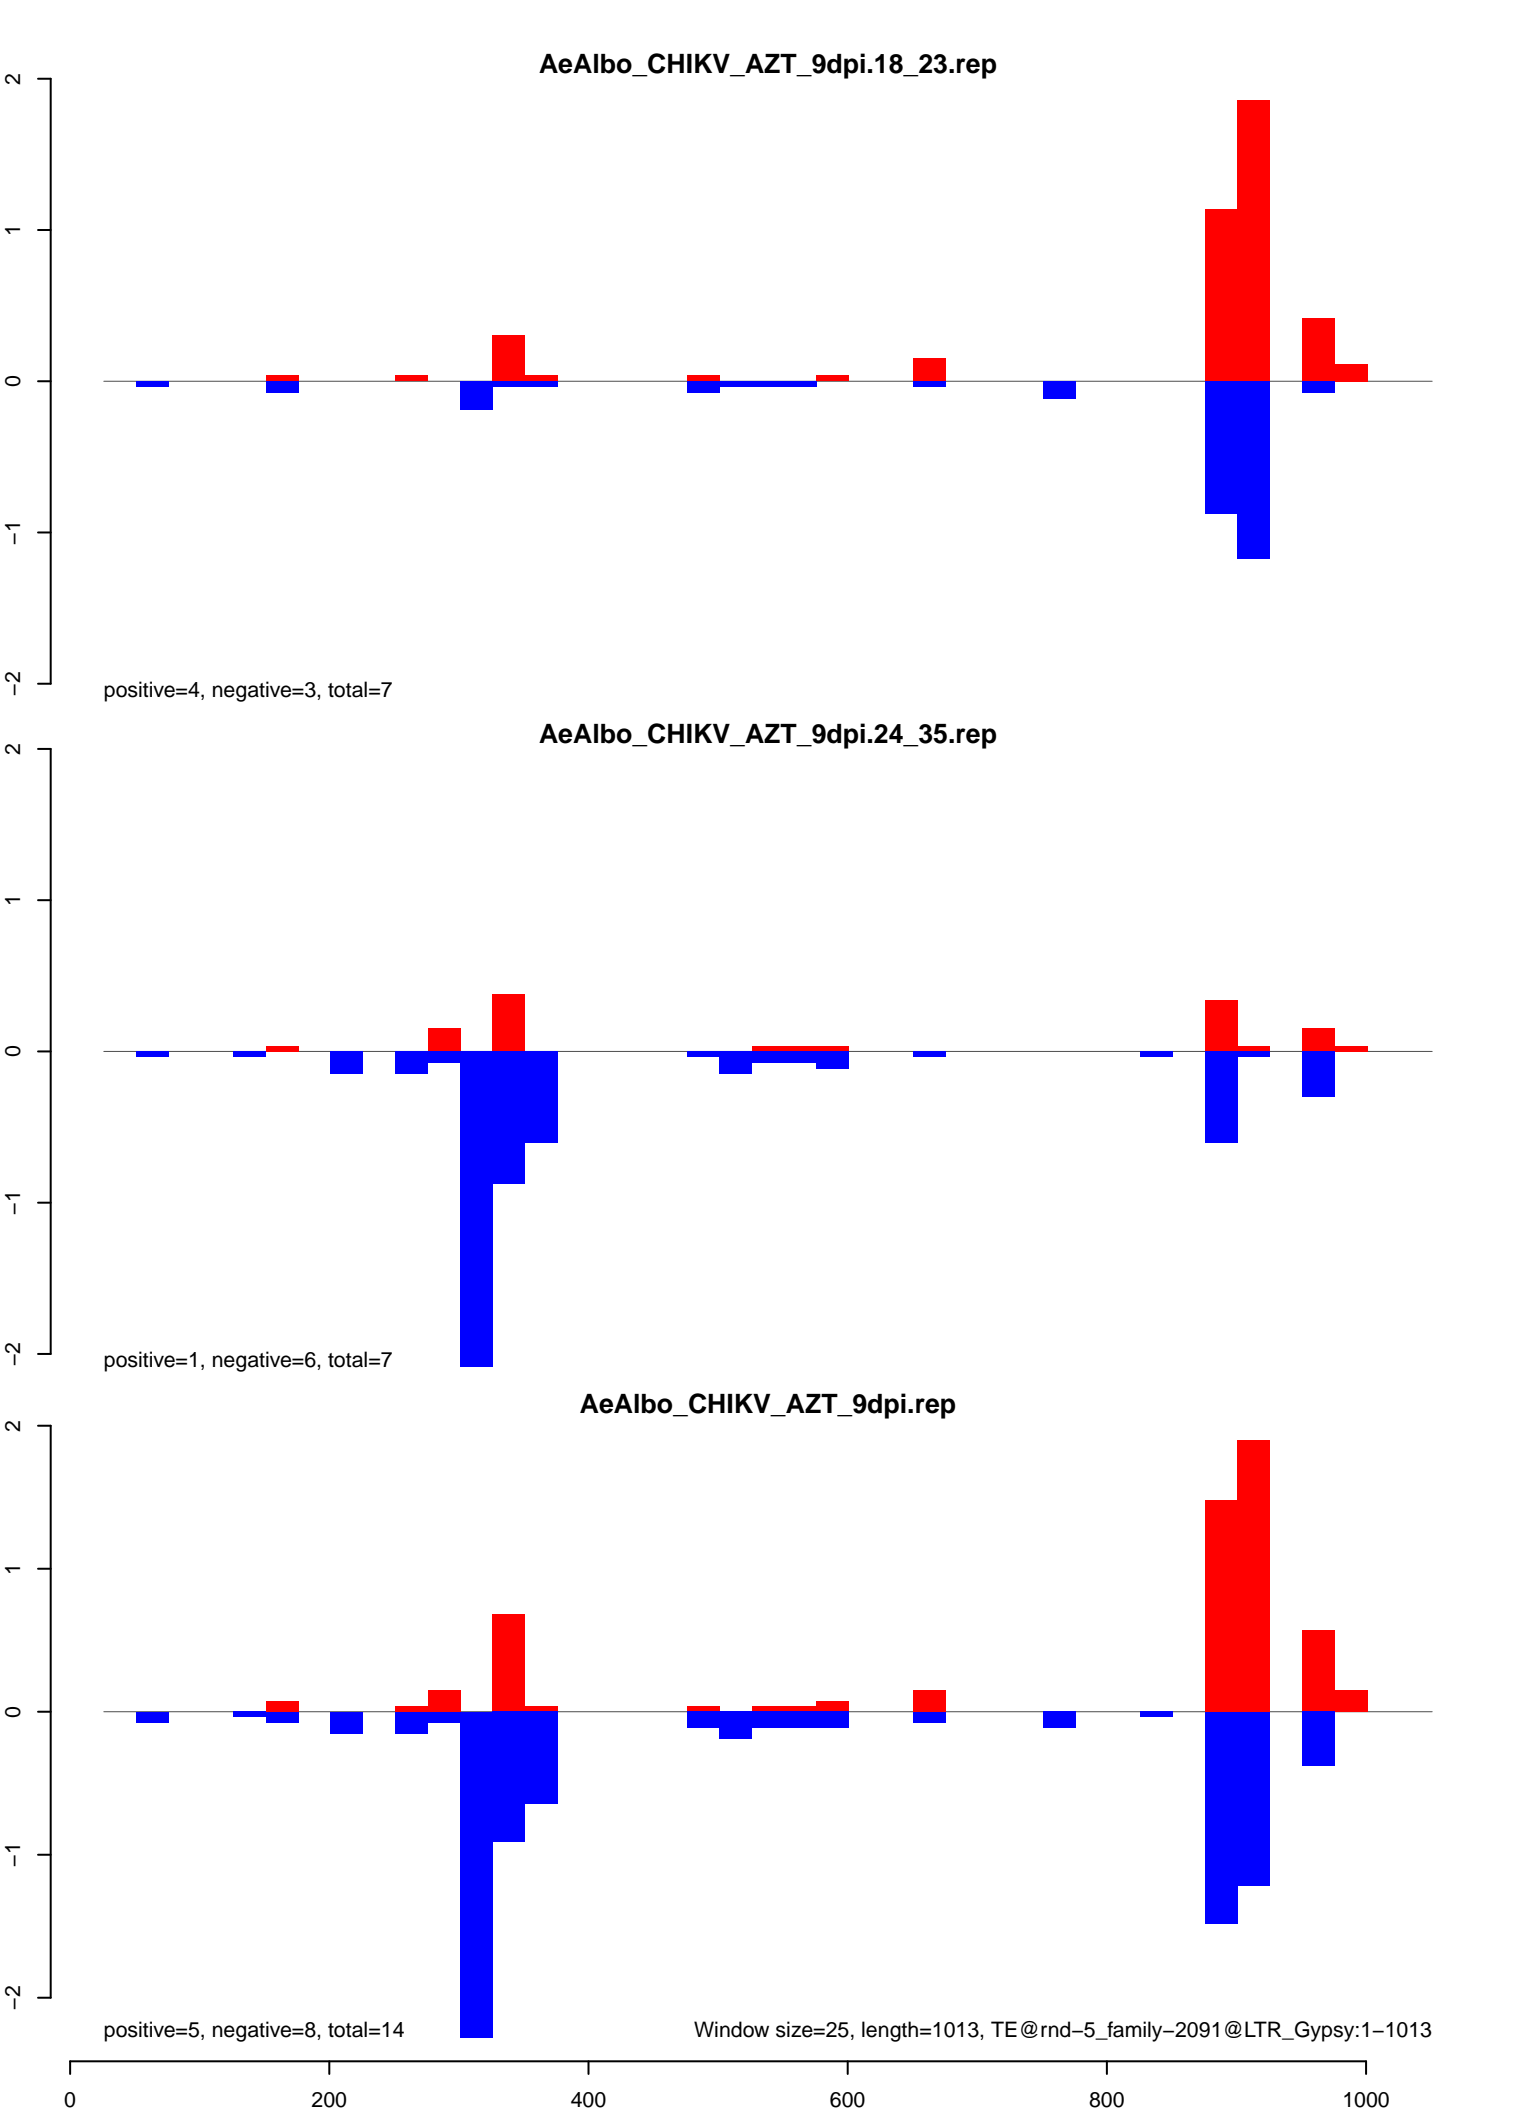 AeAlbo_CHIKV_AZT_9dpi.18_23.rep
2
1
0
−1
−2
positive=4, negative=3, total=7
AeAlbo_CHIKV_AZT_9dpi.24_35.rep
2
1
0
−1
−2
positive=1, negative=6, total=7
AeAlbo_CHIKV_AZT_9dpi.rep
2
1
0
−1
−2
positive=5, negative=8, total=14
Window size=25, length=1013, TE@rnd−5_family−2091@LTR_Gypsy:1−1013
0 200 400 600 800 1000